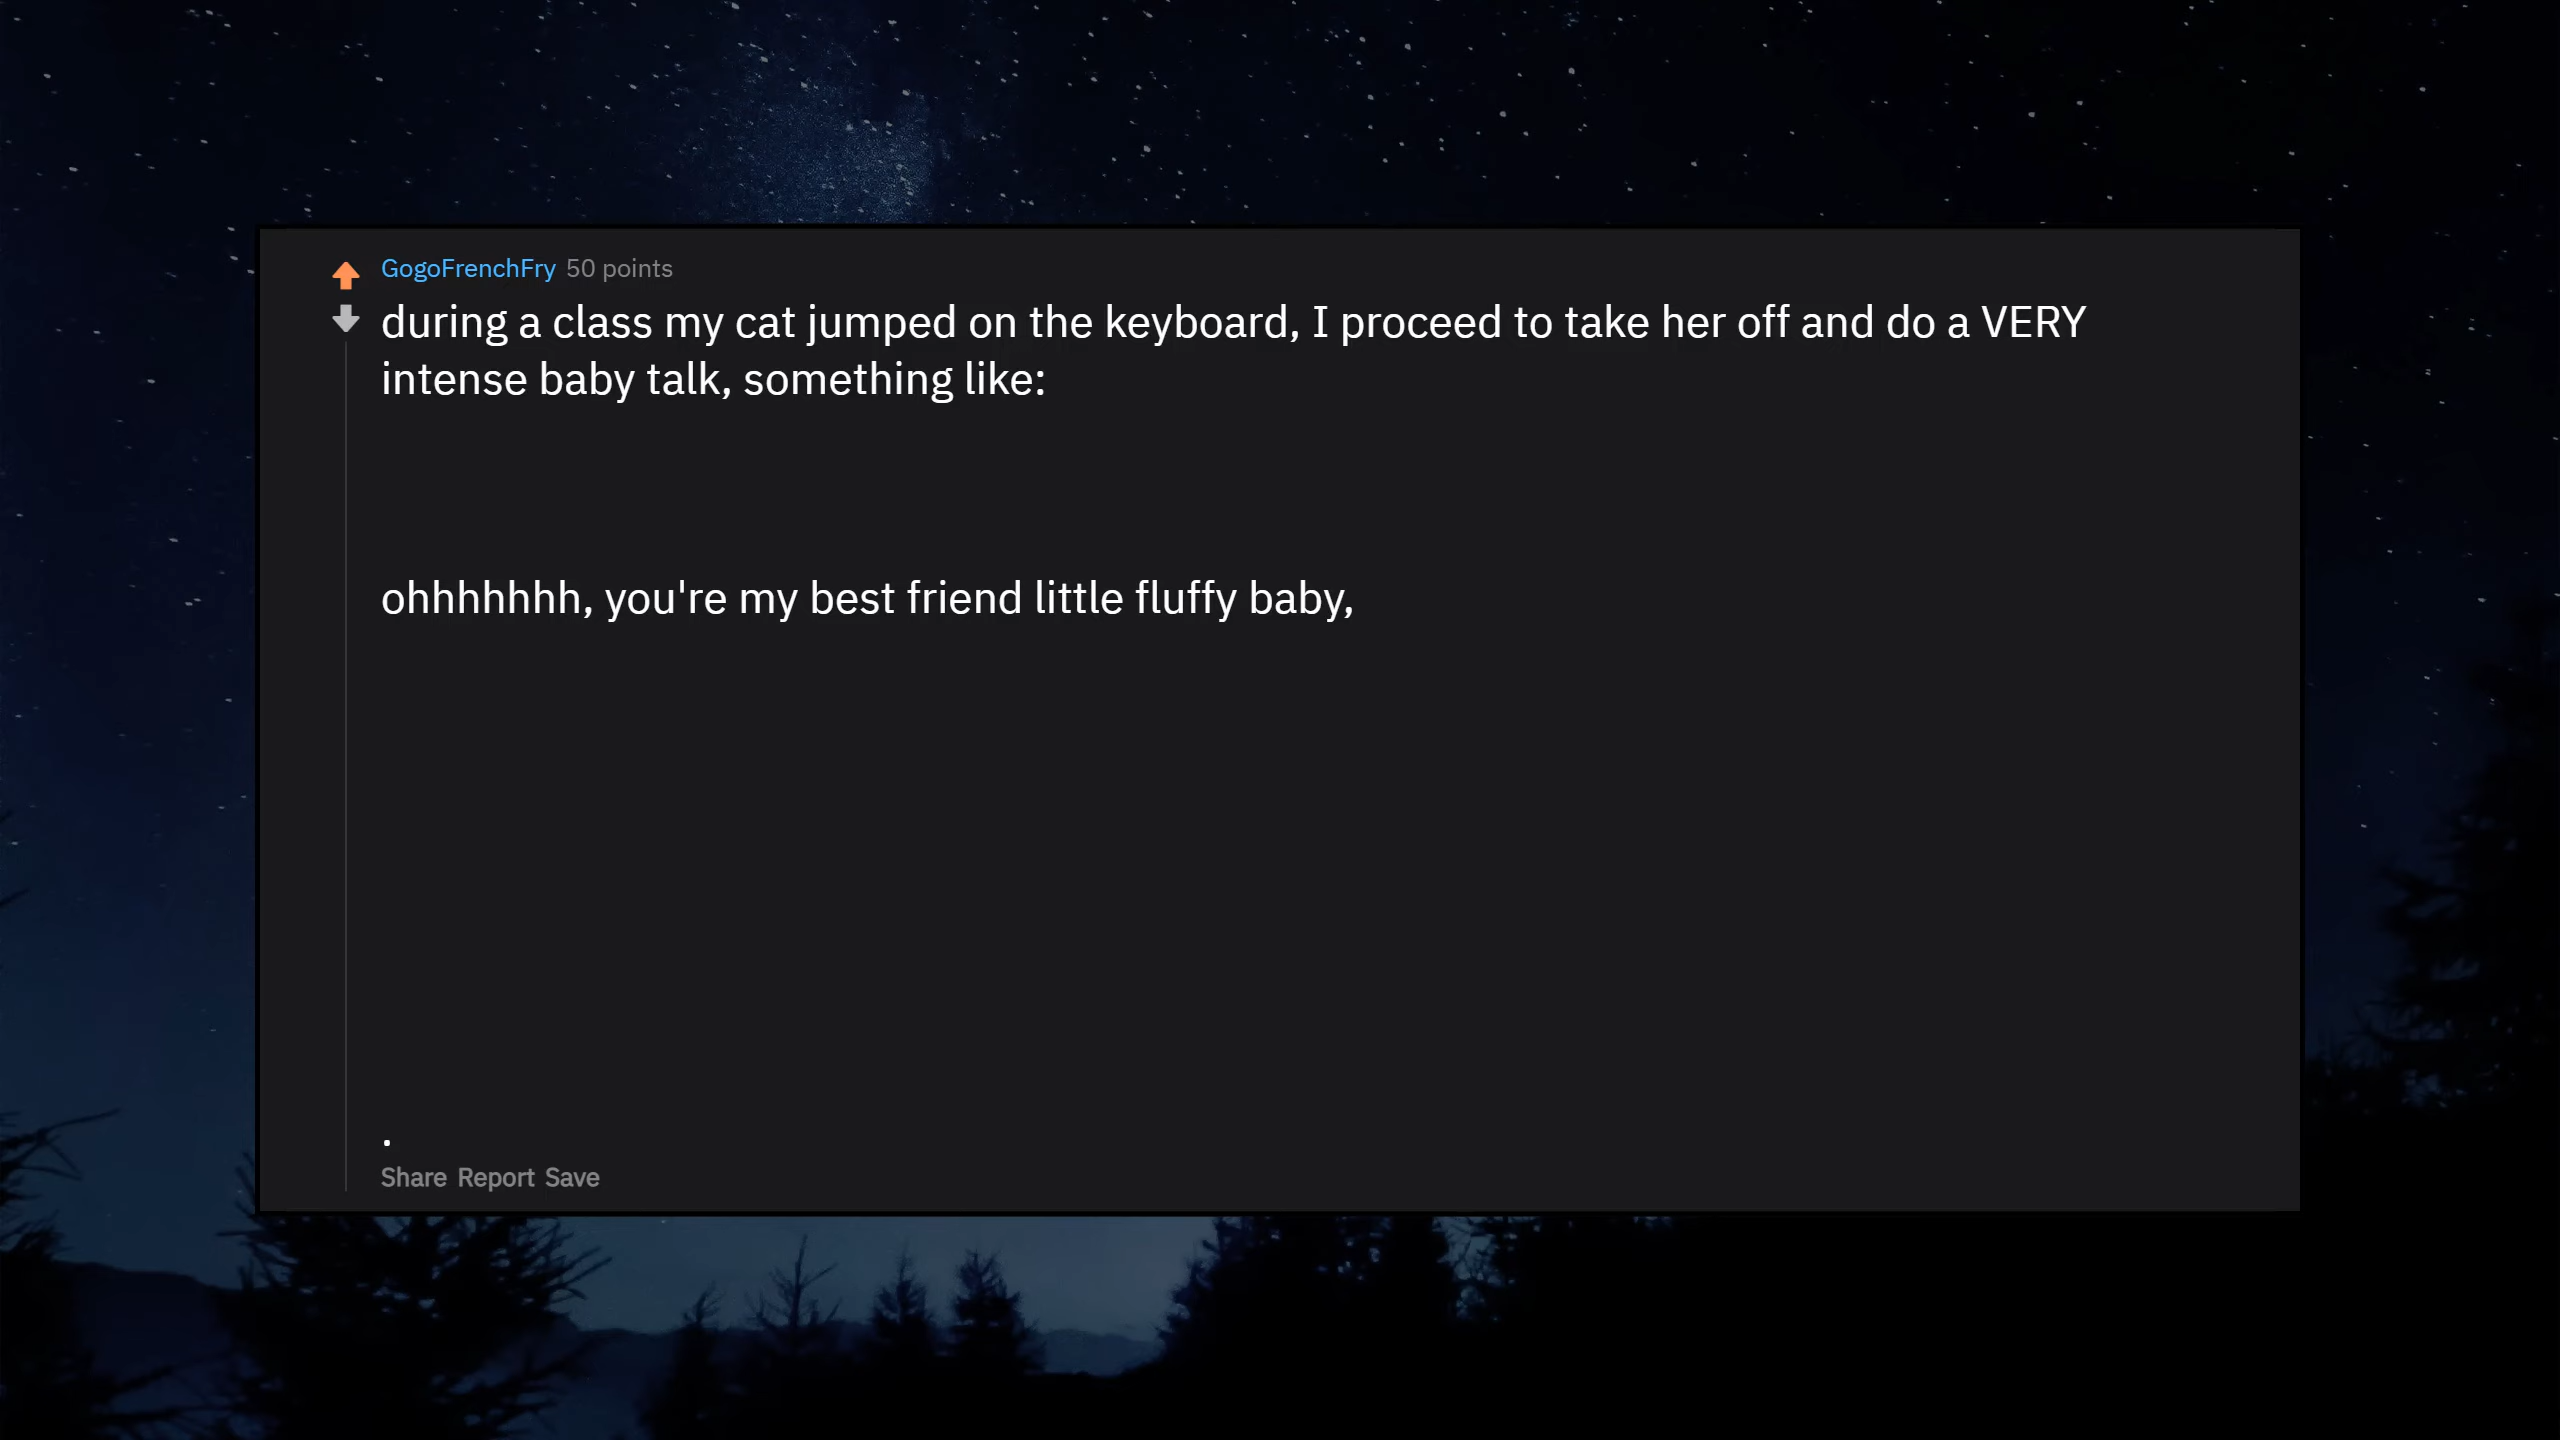 GogoFrenchFry 50 points
during a class my cat jumped on the keyboard, I proceed to take her off and do a VERY
intense baby talk, something like:
ohhhhhhh, you're my best friend little fluffy baby,
.
Share Report Save